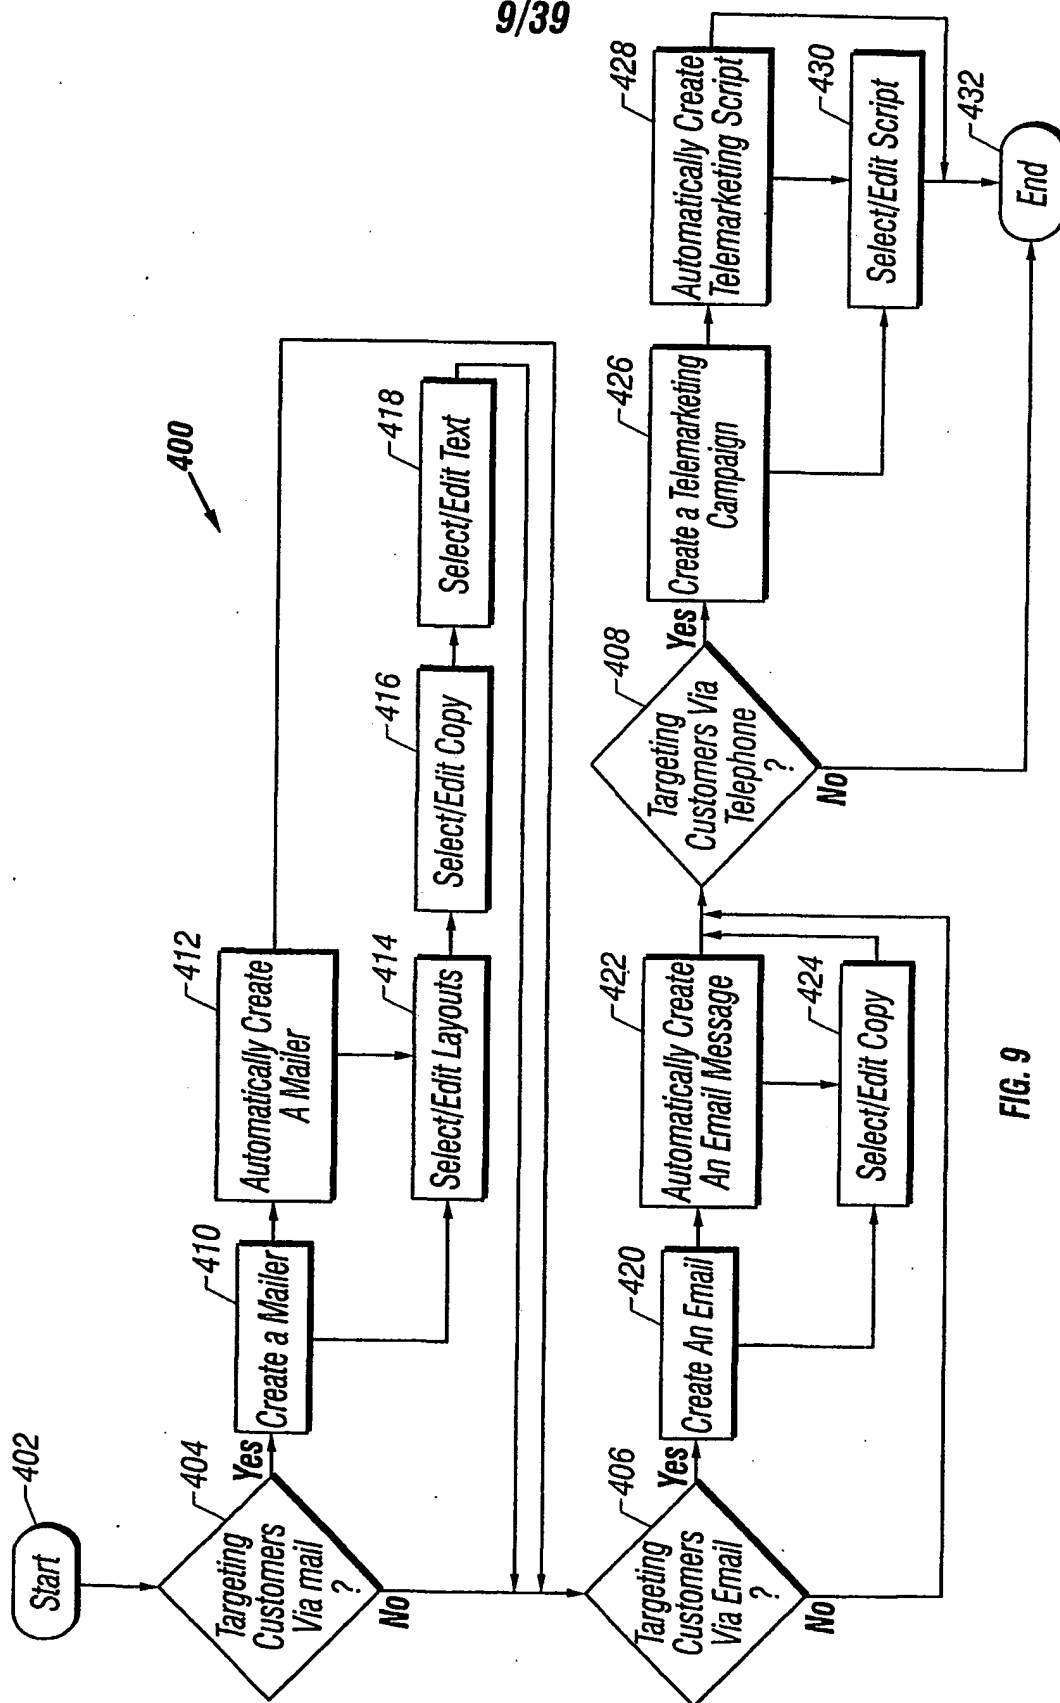 9/39
400
402
Start
404
Targeting
Customers
Via mail
?
Yes
No
410
Create a Mailer
412
Automatically Create
A Mailer
414
Select/Edit Layouts
416
Select/Edit Copy
418
Select/Edit Text
406
Targeting
Customers
Via Email
?
Yes
No
420
Create An Email
422
Automatically Create
An Email Message
424
Select/Edit Copy
408
Targeting
Customers Via
Telephone
?
Yes
No
426
Create a Telemarketing
Campaign
428
Automatically Create
Telemarketing Script
430
Select/Edit Script
432
End
FIG. 9